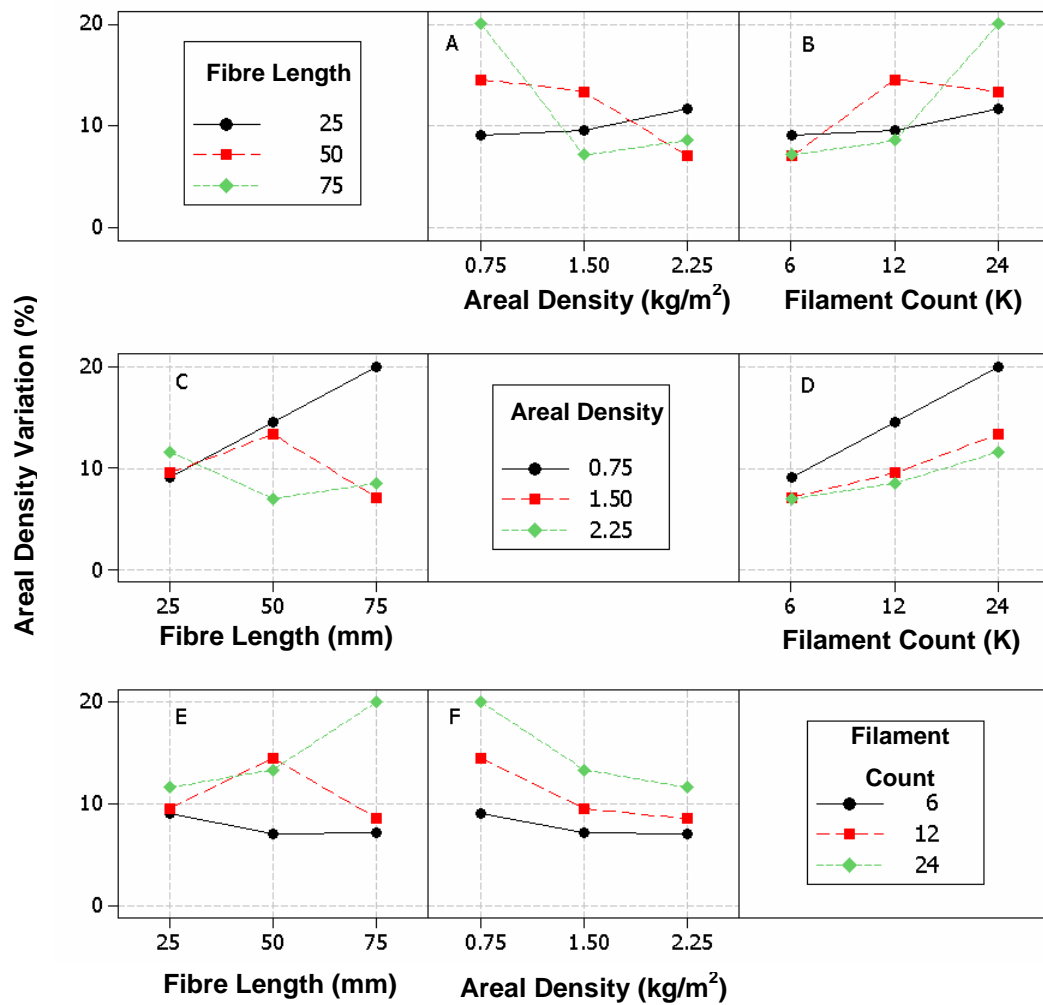 Areal Density Variation (%)
20
10
0
Fibre Length
25
50
75
A
B
0.75 1.50 2.25
6 12 24
Areal Density (kg/m²)
Filament Count (K)
20
10
0
C
Areal Density
0.75
1.50
2.25
D
25 50 75
6 12 24
Fibre Length (mm)
Filament Count (K)
20
10
0
E
F
Filament
Count
6
12
24
25 50 75
0.75 1.50 2.25
Fibre Length (mm)
Areal Density (kg/m²)